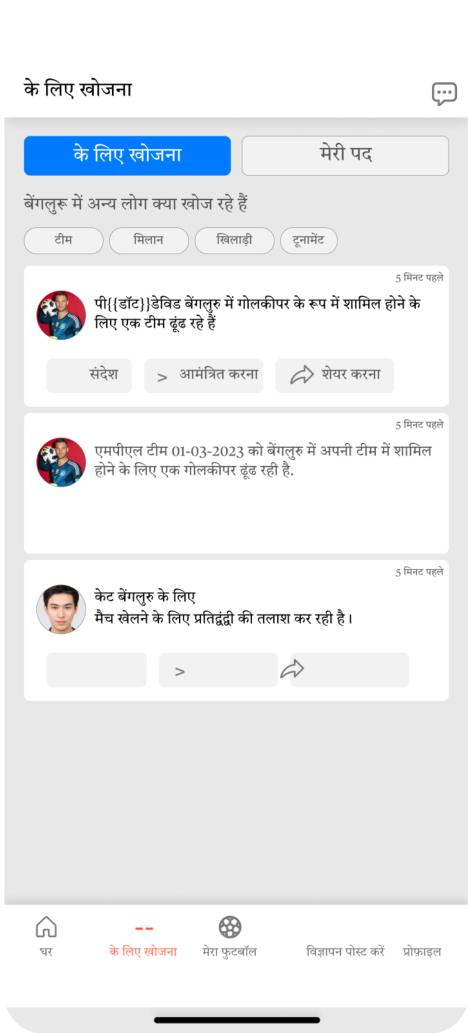 के लिए खोजना
के लिए खोजना
मेरी पद
बेंगलुरू में अन्य लोग क्या खोज रहे हैं
टीम
मिलान
खिलाड़ी
टूनामेंट
5 मिनट पहले
पी{{डॉट}}डेविड बेंगलुरु में गोलकीपर के रूप में शामिल होने के
लिए एक टीम ढूंढ रहे हैं
संदेश
> आमंत्रित करना
शेयर करना
5 मिनट पहले
एमपीएल टीम 01-03-2023 को बेंगलुरु में अपनी टीम में शामिल
होने के लिए एक गोलकीपर ढूंढ रही है.
5 मिनट पहले
केट बेंगलुरु के लिए
मैच खेलने के लिए प्रतिद्वंद्वी की तलाश कर रही है।
>
घर
के लिए खोजना
मेरा फुटबॉल
विज्ञापन पोस्ट करें
प्रोफ़ाइल